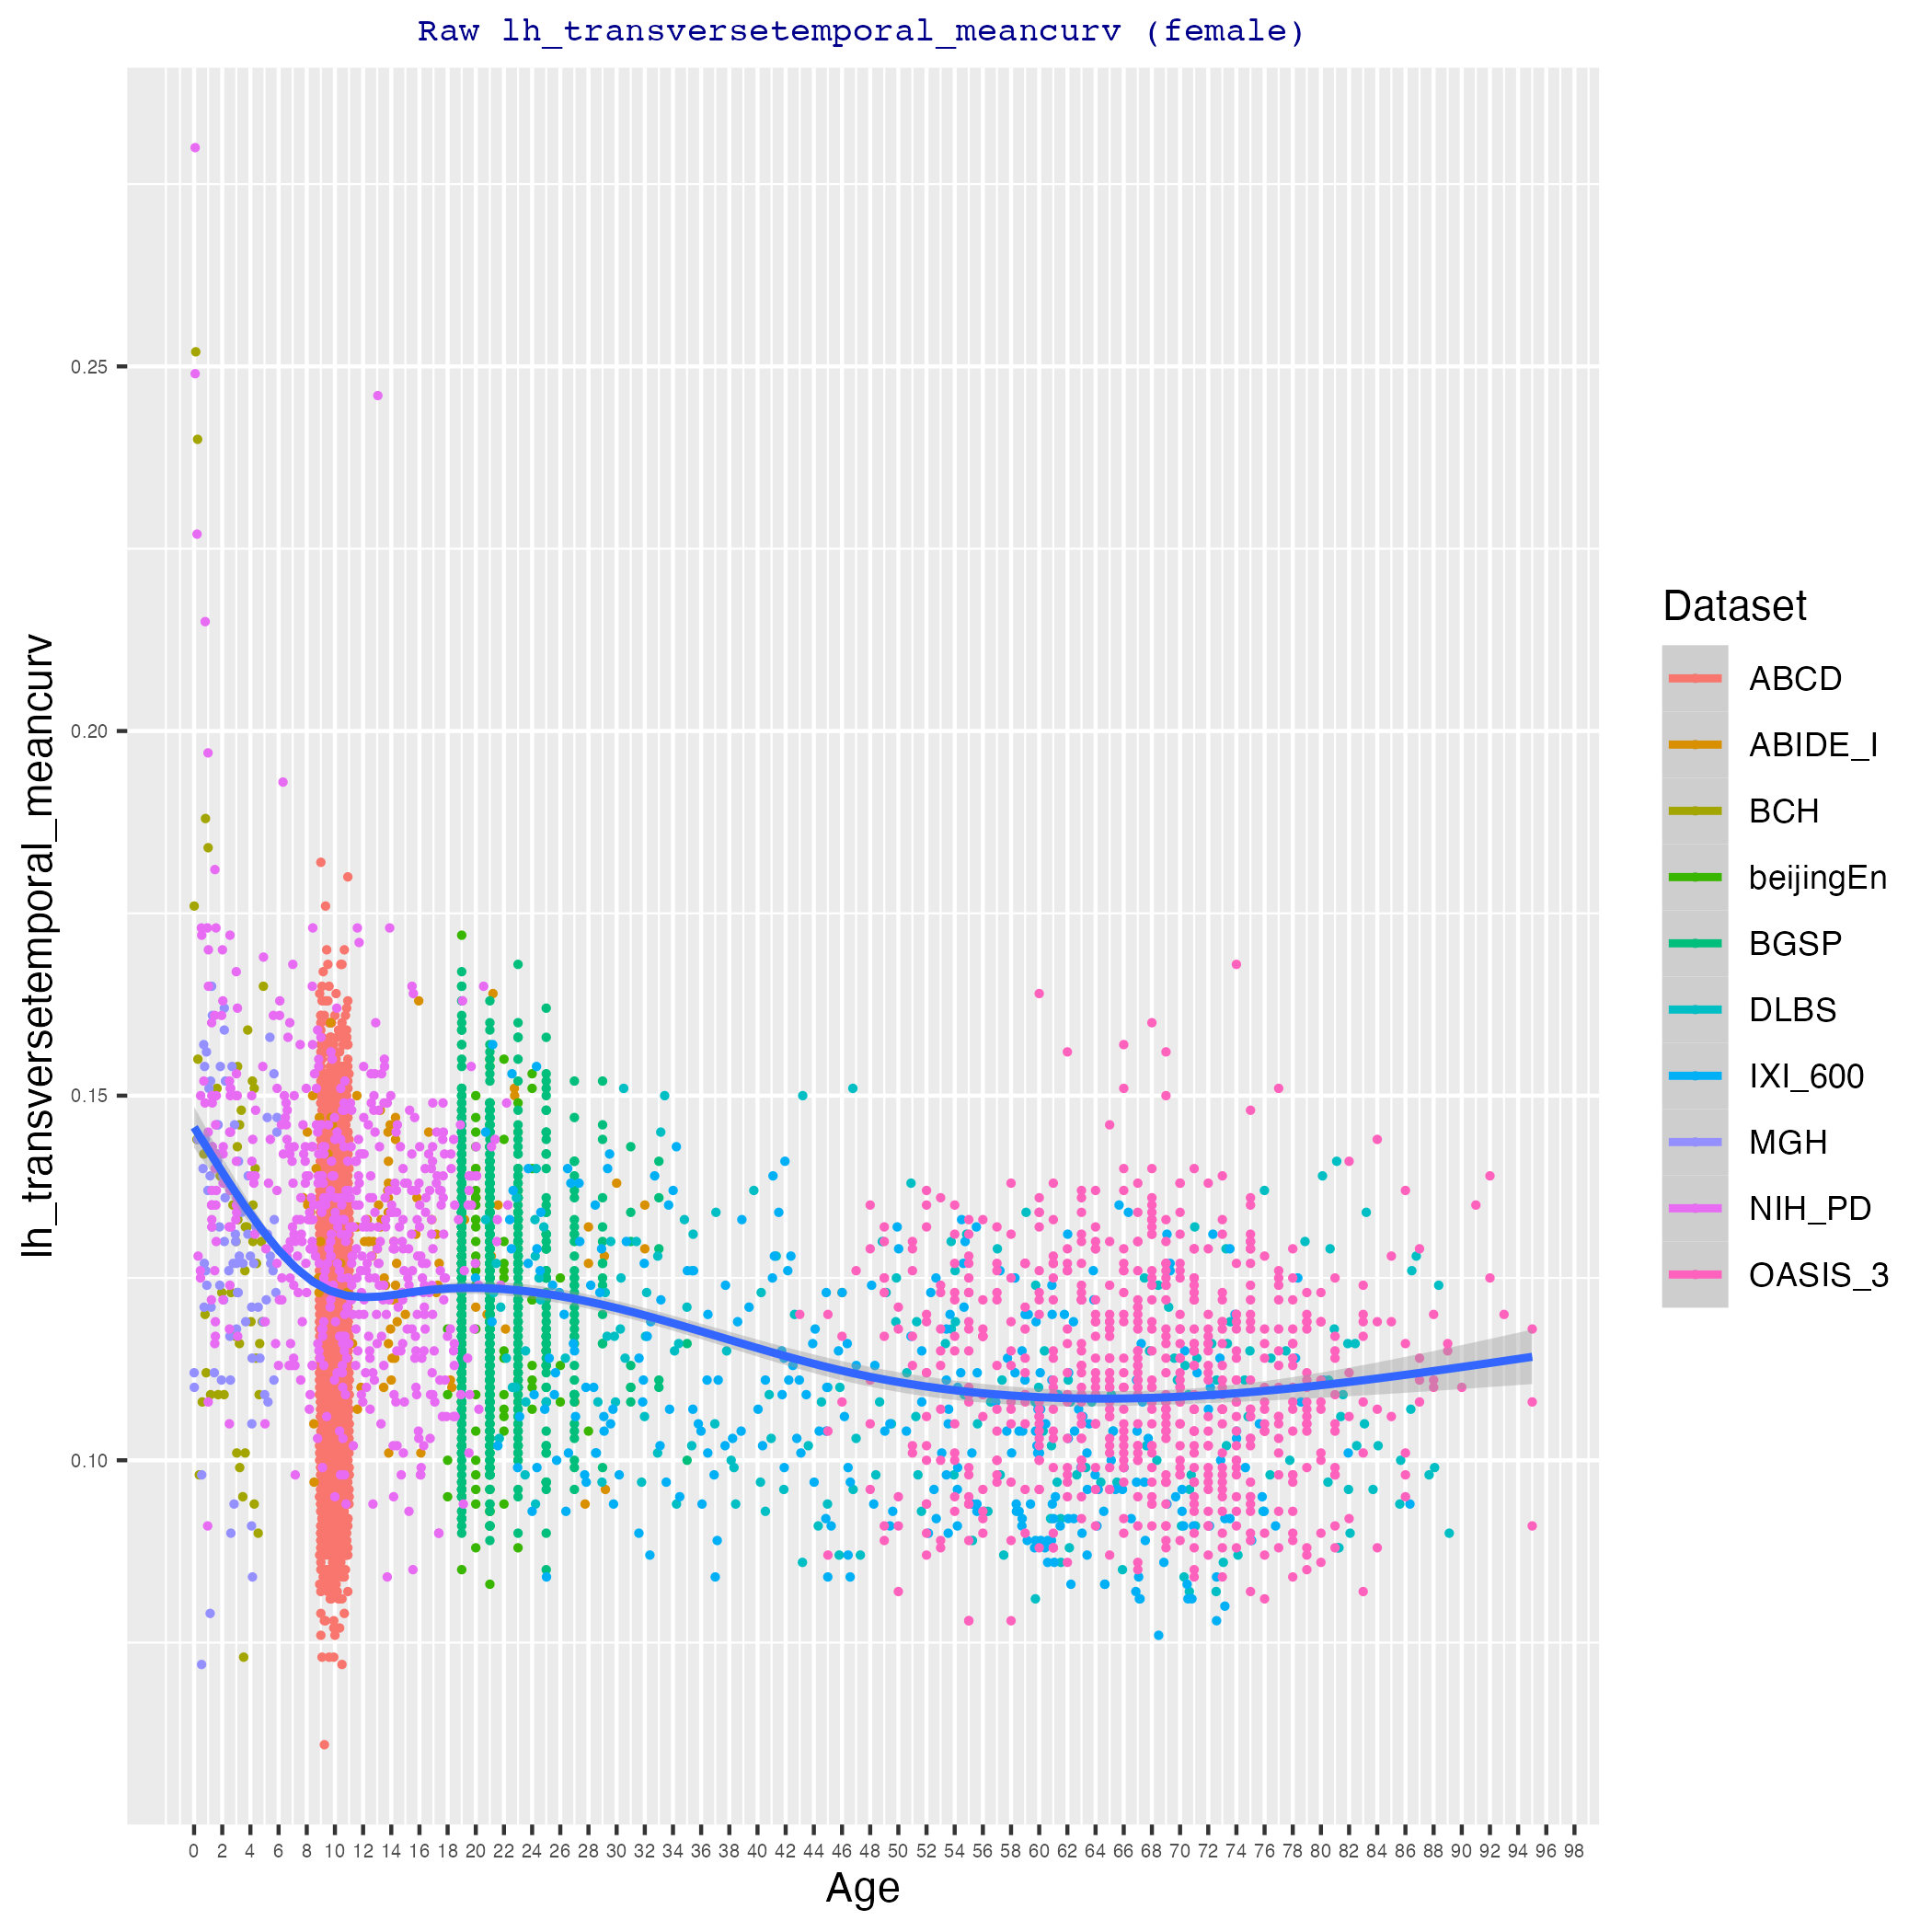 Raw lh_transversetemporal_meancurv (female)
lh_transversetemporal_meancurv
0.25
0.20
0.15
0.10
0 2 4 6 8 10 12 14 16 18 20 22 24 26 28 30 32 34 36 38 40 42 44 46 48 50 52 54 56 58 60 62 64 66 68 70 72 74 76 78 80 82 84 86 88 90 92 94 96 98
Age
Dataset
ABCD
ABIDE_I
BCH
beijingEn
BGSP
DLBS
IXI_600
MGH
NIH_PD
OASIS_3